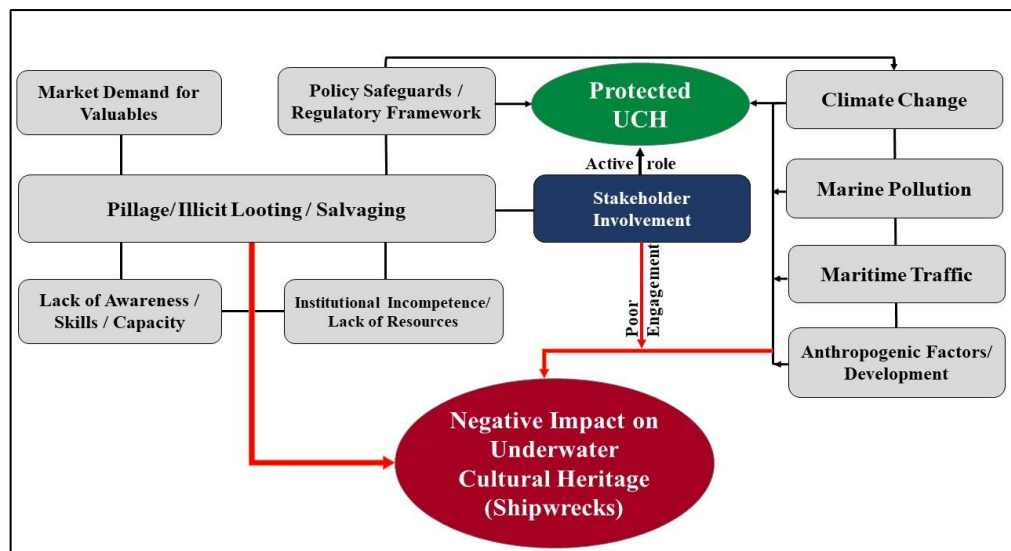 Market Demand for
Valuables
Policy Safeguards /
Regulatory Framework
Protected
UCH
Climate Change
Active role
Pillage/ Illicit Looting / Salvaging
Stakeholder
Involvement
Marine Pollution
Poor
Engagement
Maritime Traffic
Lack of Awareness /
Skills / Capacity
Institutional Incompetence/
Lack of Resources
Anthropogenic Factors/
Development
Negative Impact on
Underwater
Cultural Heritage
(Shipwrecks)